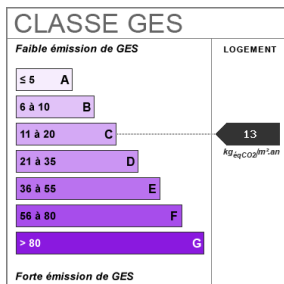 CLASSE GES
Faible émission de GES
LOGEMENT
≤ 5 A
6 à 10 B
11 à 20 C
13
kgéqCO2/m².an
21 à 35 D
36 à 55 E
56 à 80 F
> 80 G
Forte émission de GES